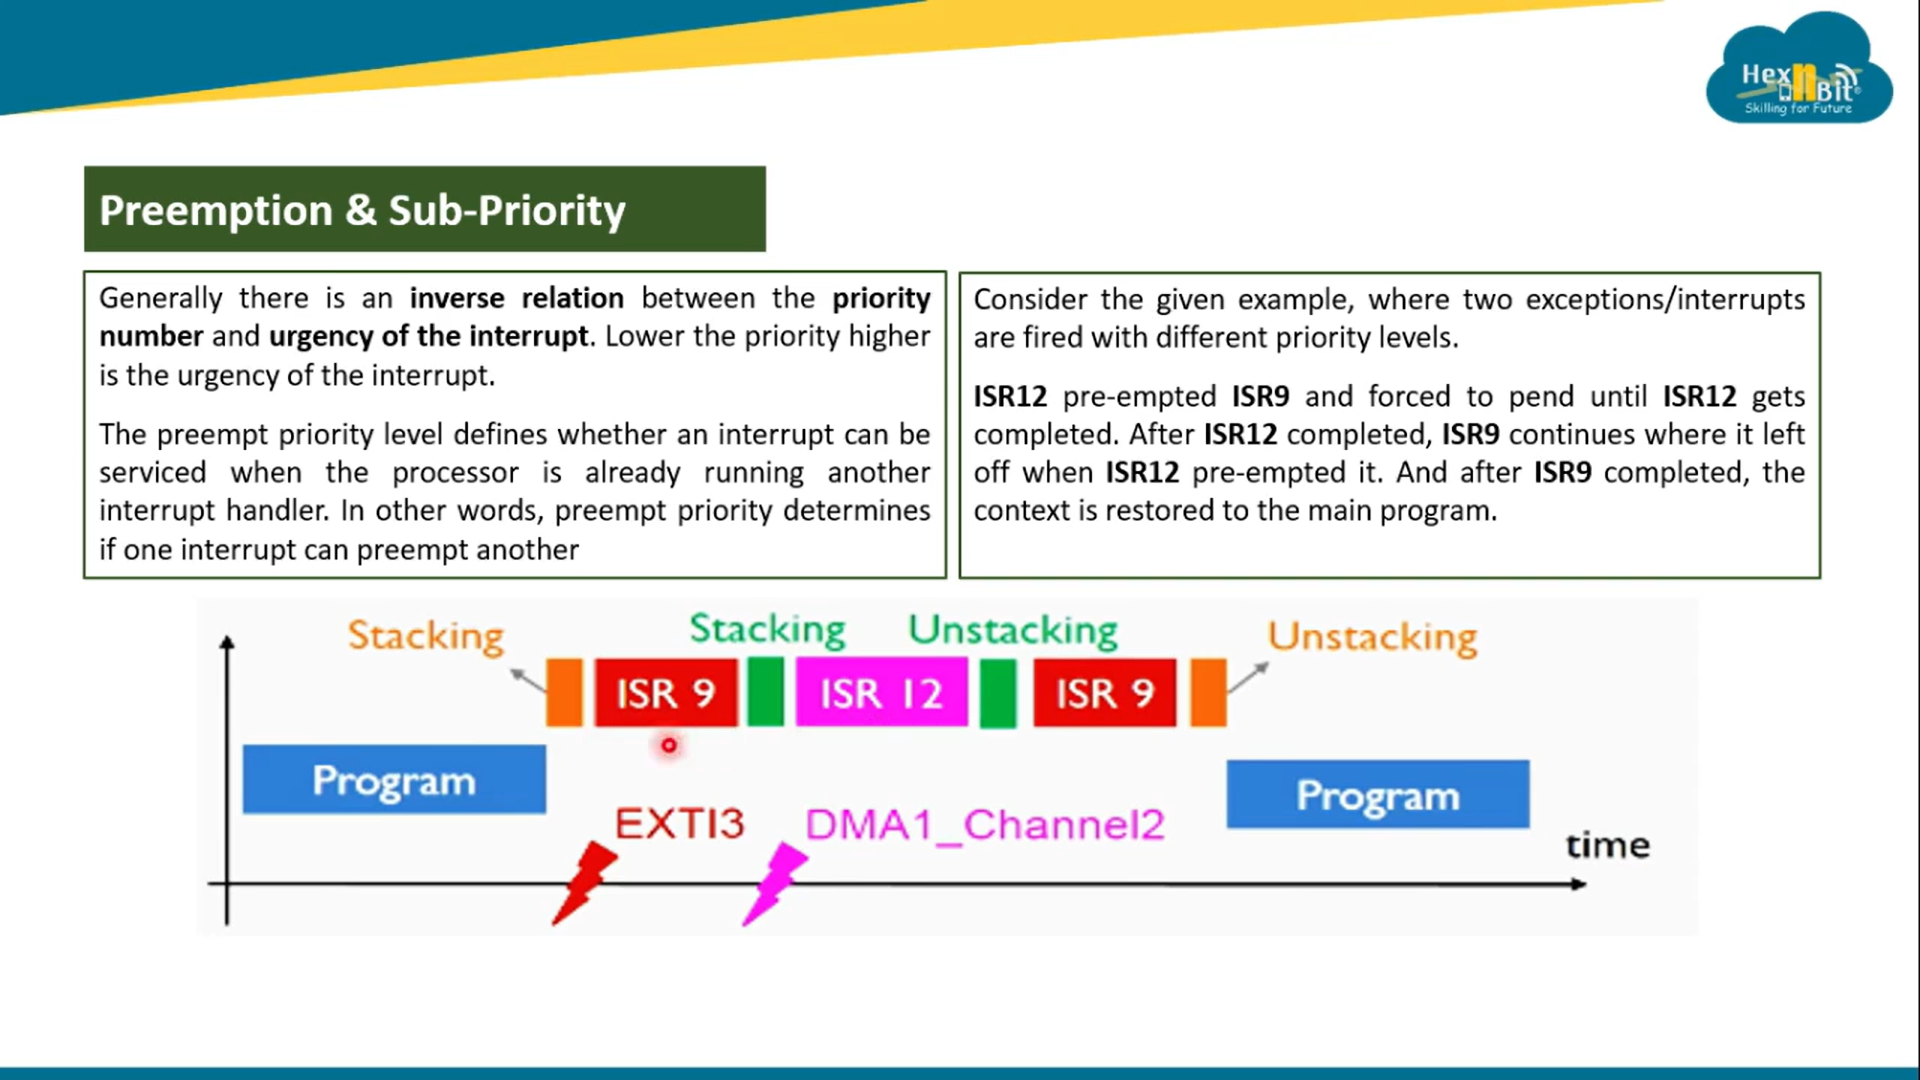 Hex n Bit
Skilling for Future
Preemption & Sub-Priority
Generally there is an inverse relation between the priority
number and urgency of the interrupt. Lower the priority higher
is the urgency of the interrupt.
The preempt priority level defines whether an interrupt can be
serviced when the processor is already running another
interrupt handler. In other words, preempt priority determines
if one interrupt can preempt another
Consider the given example, where two exceptions/interrupts
are fired with different priority levels.
ISR12 pre-empted ISR9 and forced to pend until ISR12 gets
completed. After ISR12 completed, ISR9 continues where it left
off when ISR12 pre-empted it. And after ISR9 completed, the
context is restored to the main program.
Stacking
Stacking
Unstacking
Unstacking
ISR 9
ISR 12
ISR 9
Program
Program
EXTI3
DMA1_Channel2
time